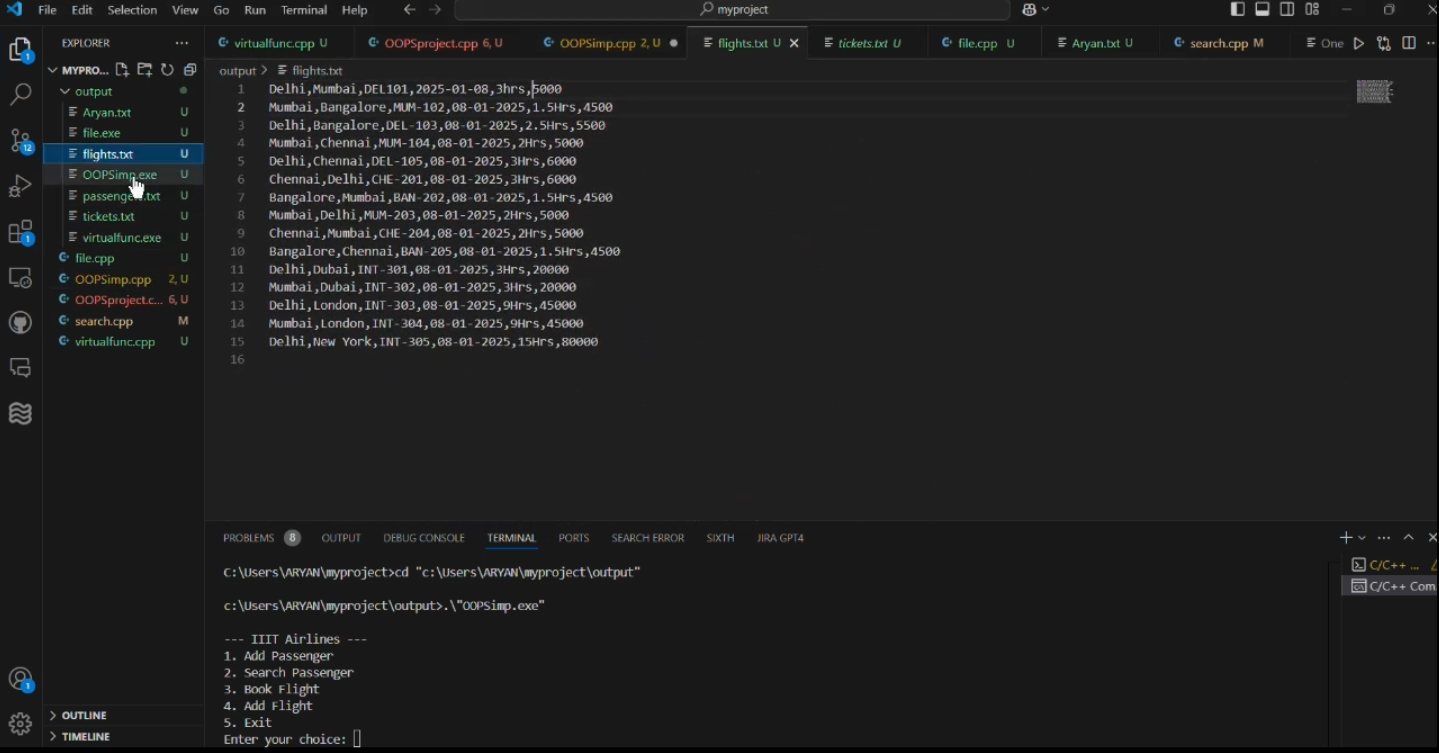 File Edit Selection View Go Run Terminal Help myproject
EXPLORER
MYPRO...
output
Aryan.txt U
file.exe U
flights.txt U
OOPSimp.exe U
U
tickets.txt U
virtualfunc.exe U
file.cpp U
OOPSimp.cpp 2, U
OOPSproject.c... 6, U
search.cpp M
virtualfunc.cpp U
OUTLINE
TIMELINE
1
12
1
1
virtualfunc.cpp U OOPSproject.cpp 6, U OOPSimp.cpp 2, U flights.txt U tickets.txt U file.cpp U Aryan.txt U search.cpp M One
output > flights.txt
1 Delhi,Mumbai,DEL101,2025-01-08,3hrs,5000
2 Mumbai,Bangalore,MUM-102,08-01-2025,1.5Hrs,4500
3 Delhi,Bangalore,DEL-103,08-01-2025,2.5Hrs,5500
4 Mumbai,Chennai,MUM-104,08-01-2025,2Hrs,5000
5 Delhi,Chennai,DEL-105,08-01-2025,3Hrs,6000
6 Chennai,Delhi,CHE-201,08-01-2025,3Hrs,6000
7 Bangalore,Mumbai,BAN-202,08-01-2025,1.5Hrs,4500
8 Mumbai,Delhi,MUM-203,08-01-2025,2Hrs,5000
9 Chennai,Mumbai,CHE-204,08-01-2025,2Hrs,5000
10 Bangalore,Chennai,BAN-205,08-01-2025,1.5Hrs,4500
11 Delhi,Dubai,INT-301,08-01-2025,3Hrs,20000
12 Mumbai,Dubai,INT-302,08-01-2025,3Hrs,20000
13 Delhi,London,INT-303,08-01-2025,9Hrs,45000
14 Mumbai,London,INT-304,08-01-2025,9Hrs,45000
15 Delhi,New York,INT-305,08-01-2025,15Hrs,80000
16
PROBLEMS 8 OUTPUT DEBUG CONSOLE TERMINAL PORTS SEARCH ERROR SIXTH JIRA GPT4
C:\Users\ARYAN\myproject>cd "c:\Users\ARYAN\myproject\output"
c:\Users\ARYAN\myproject\output>.\"OOPSimp.exe"
--- IIIT Airlines ---
1. Add Passenger
2. Search Passenger
3. Book Flight
4. Add Flight
5. Exit
Enter your choice:
C/C++ ...
C/C++ Com